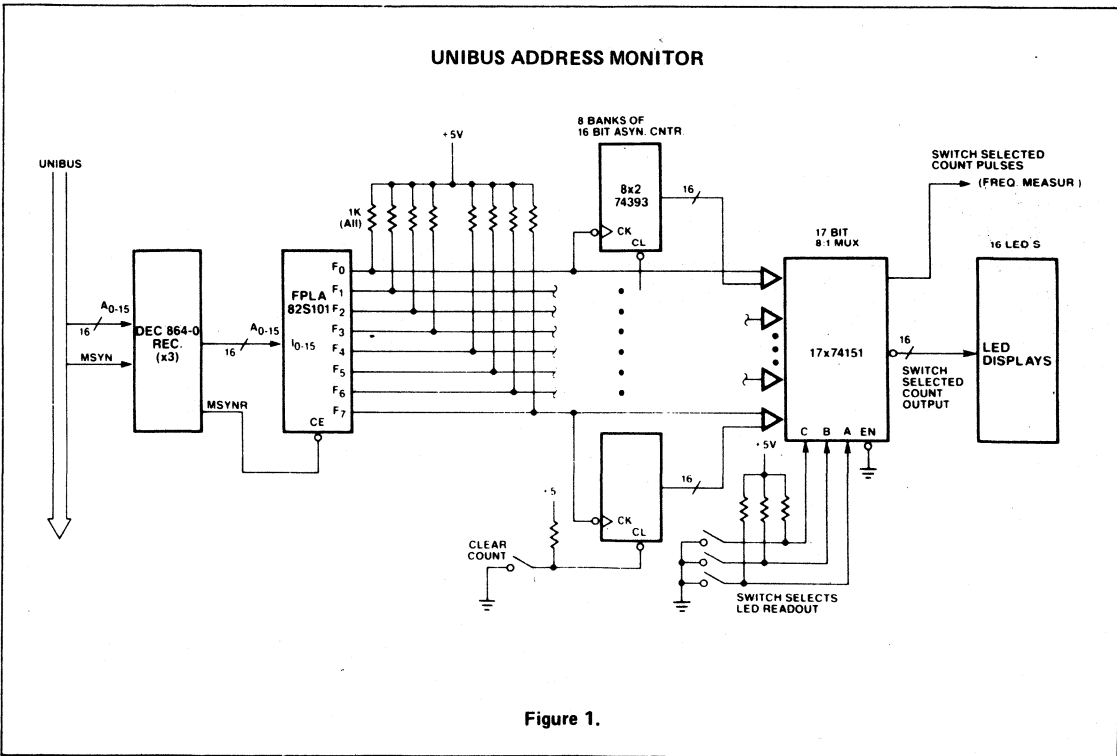 UNIBUS ADDRESS MONITOR
UNIBUS
A0-15
16
MSYN
DEC 864-0
REC.
(x3)
A0-15
16
MSYNR
+5V
1K
(All)
FPLA
82S101
I0-15
CE
F0
F1
F2
F3
F4
F5
F6
F7
8 BANKS OF
16 BIT ASYN. CNTR.
8x2
74393
CK
CL
16
CK
CL
16
+5
CLEAR
COUNT
17 BIT
8:1 MUX
17x74151
C B A EN
+5V
SWITCH SELECTS
LED READOUT
SWITCH SELECTED
COUNT PULSES
(FREQ. MEASUR )
16
SWITCH
SELECTED
COUNT
OUTPUT
16 LED S
LED
DISPLAYS
Figure 1.